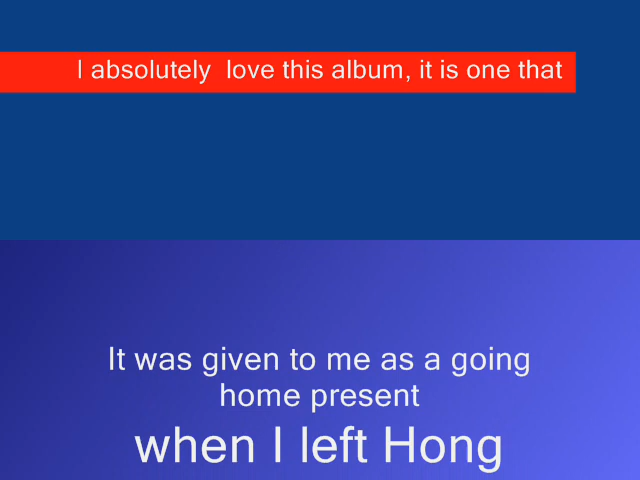 I absolutely  love this album, it is one that
It was given to me as a going
home present
when I left Hong